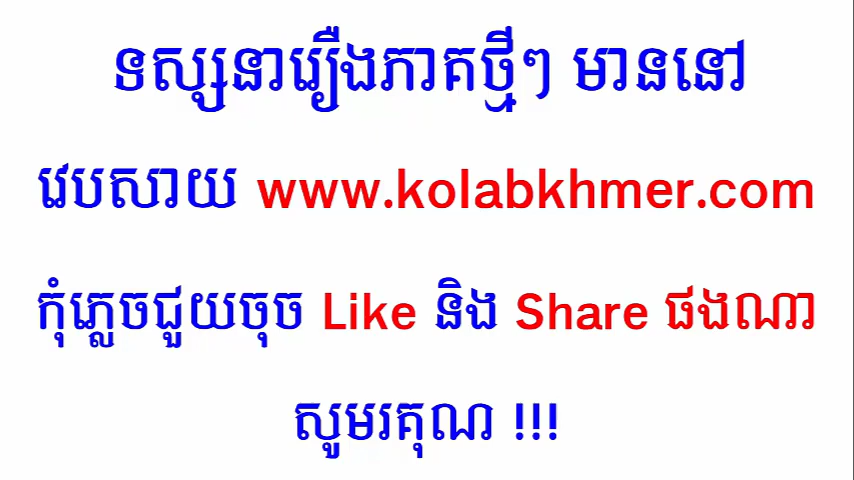 ទស្សនារឿងភាគថ្មីៗ មាននៅ
វេបសាយ www.kolabkhmer.com
កុំភ្លេចជួយចុច Like និង Share ផងណា
សូមរគុណ !!!